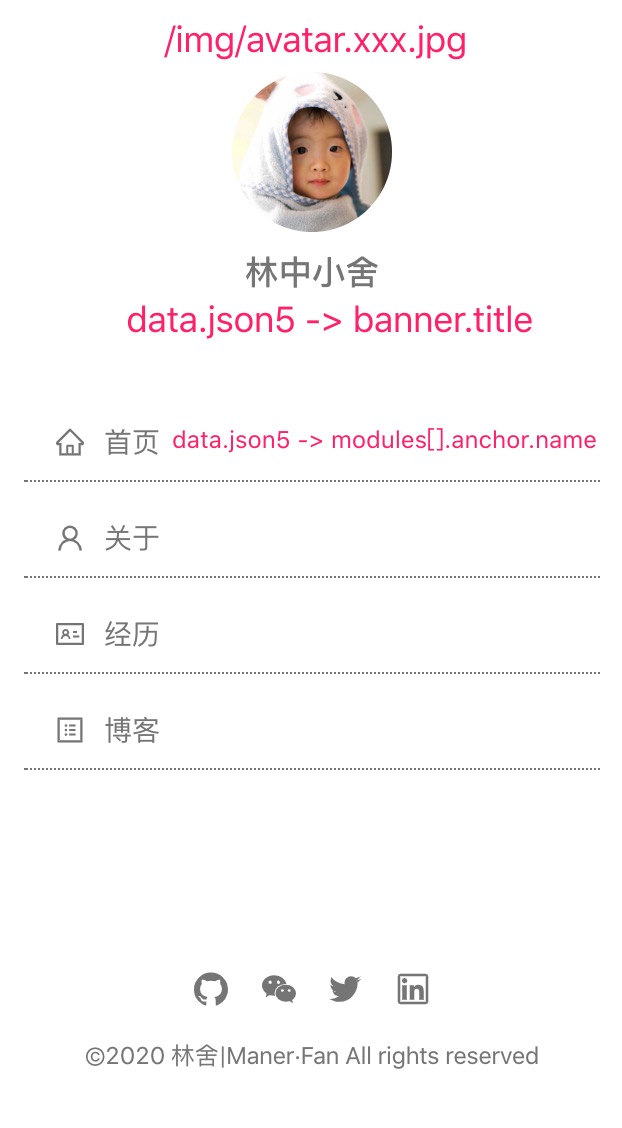 /img/avatar.xxx.jpg
林中小舍
data.json5 -> banner.title
首页 data.json5 -> modules[].anchor.name
关于
经历
博客
in
©2020 林舍|Maner·Fan All rights reserved